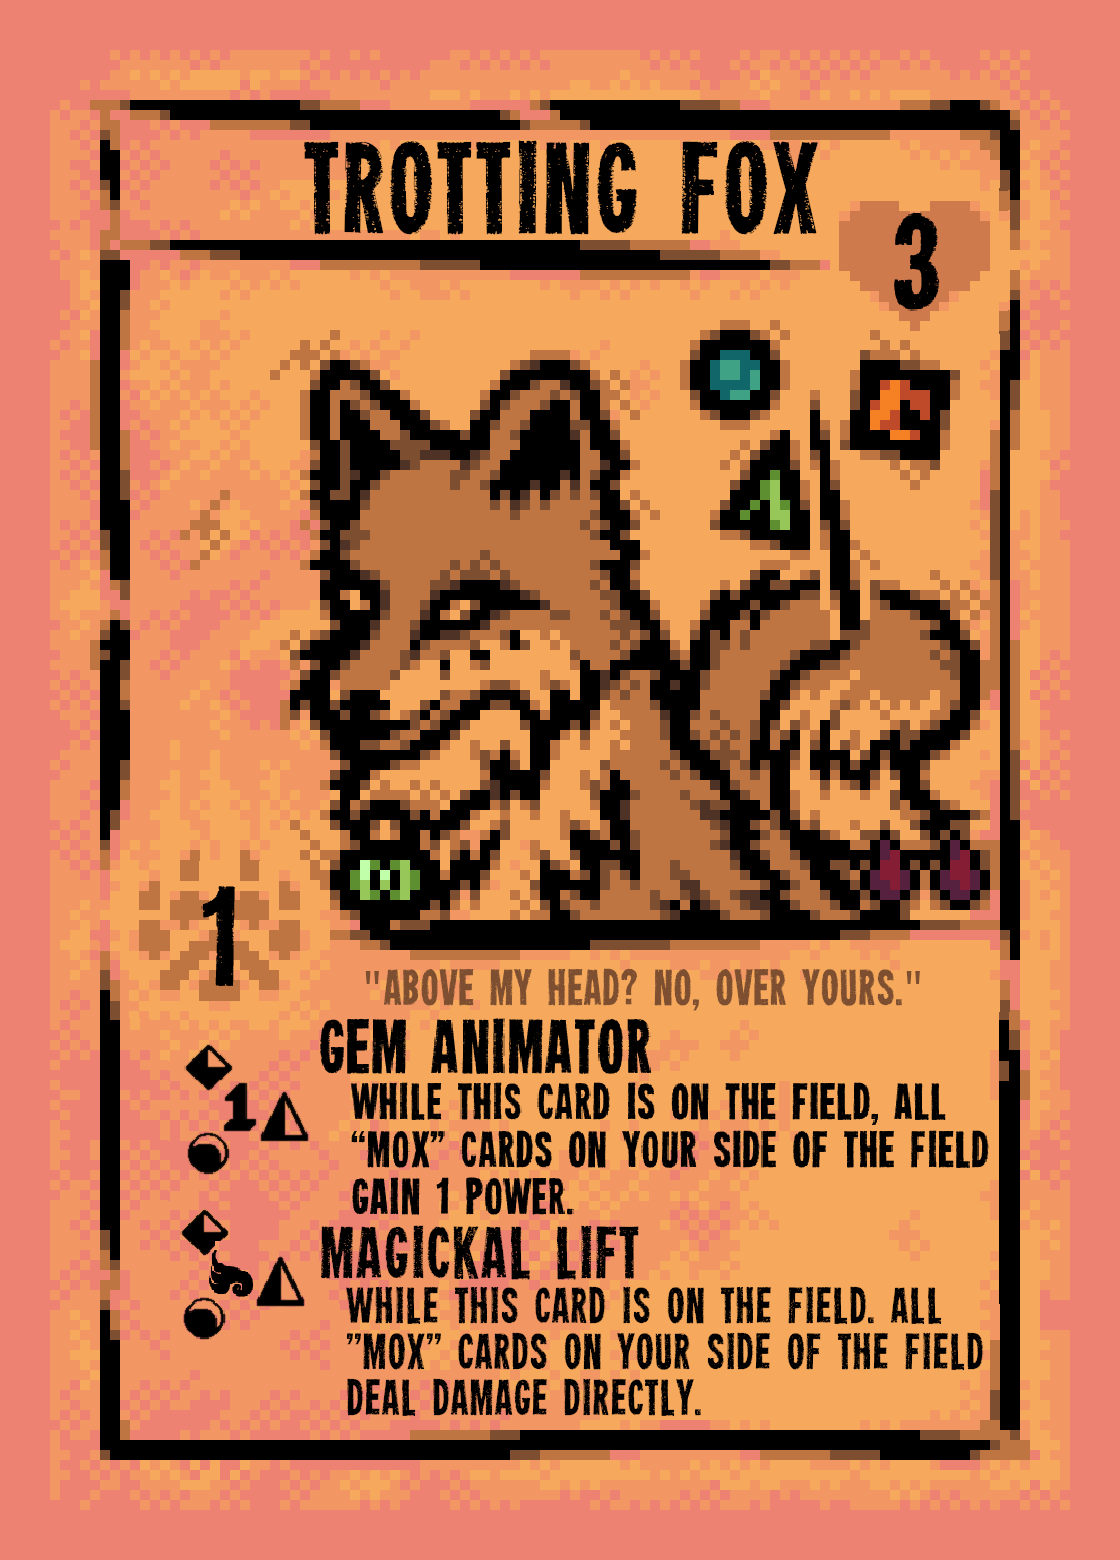 TROTTING FOX
3
1
"ABOVE MY HEAD? NO, OVER YOURS."
GEM ANIMATOR
1
WHILE THIS CARD IS ON THE FIELD, ALL
“MOX” CARDS ON YOUR SIDE OF THE FIELD
GAIN 1 POWER.
MAGICKAL LIFT
WHILE THIS CARD IS ON THE FIELD. ALL
”MOX” CARDS ON YOUR SIDE OF THE FIELD
DEAL DAMAGE DIRECTLY.